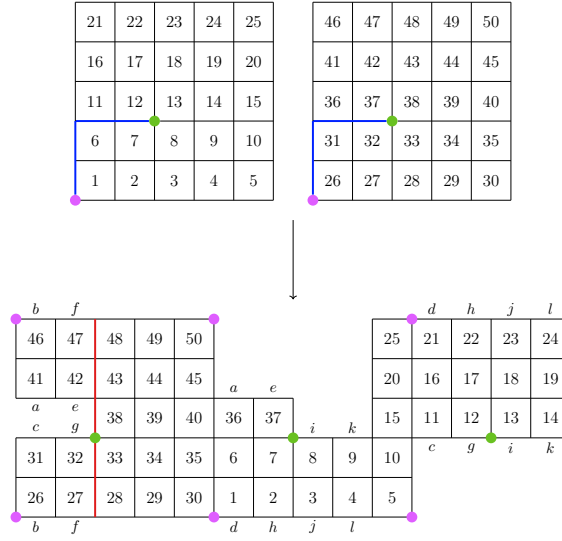 21 22 23 24 25 46 47 48 49 50
16 17 18 19 20 41 42 43 44 45
11 12 13 14 15 36 37 38 39 40
6 7 8 9 10 31 32 33 34 35
1 2 3 4 5 26 27 28 29 30
b f d h j l
46 47 48 49 50 25 21 22 23 24
41 42 43 44 45 20 16 17 18 19
a e
a e 38 39 40 36 37 15 11 12 13 14
c g i k
31 32 33 34 35 6 7 8 9 10 c g i k
26 27 28 29 30 1 2 3 4 5
b f d h j l